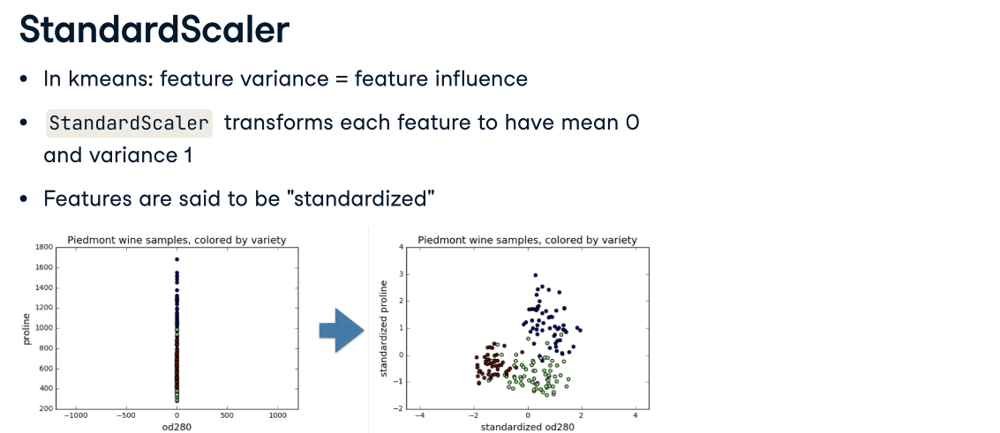 StandardScaler
• In kmeans: feature variance = feature influence
• StandardScaler transforms each feature to have mean 0
and variance 1
• Features are said to be "standardized"
Piedmont wine samples, colored by variety
1800
1600
1400
1200
1000
800
600
400
200
proline
−1000 −500 0 500 1000
od280
Piedmont wine samples, colored by variety
4
3
2
1
0
−1
−2
standardized proline
−4 −2 0 2 4
standardized od280